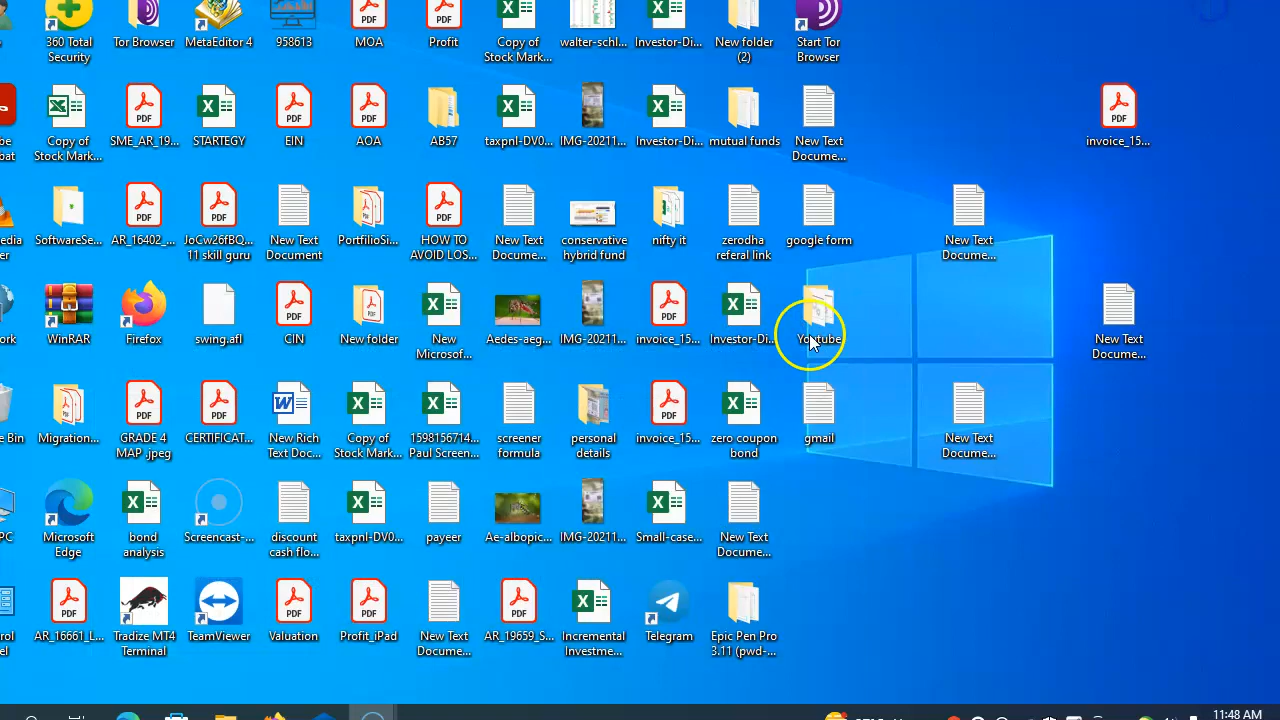 360 Total
Security
Tor Browser
MetaEditor 4
958613
MOA
Profit
Copy of
Stock Mark...
walter-schl...
Investor-Di...
New folder
(2)
Start Tor
Browser
Copy of
Stock Mark...
SME_AR_19...
STARTEGY
EIN
AOA
AB57
taxpnl-DV0...
IMG-20211...
Investor-Di...
mutual funds
New Text
Docume...
invoice_15...
SoftwareSe...
AR_16402_...
JoCw26fBQ...
11 skill guru
New Text
Document
PortfilioSi...
HOW TO
AVOID LOS...
New Text
Docume...
conservative
hybrid fund
nifty it
zerodha
referal link
google form
New Text
Docume...
WinRAR
Firefox
swing.afl
CIN
New folder
New
Microsof...
Aedes-aeg...
IMG-20211...
invoice_15...
Investor-Di...
Youtube
New Text
Docume...
Migration...
GRADE 4
MAP .jpeg
CERTIFICAT...
New Rich
Text Doc...
Copy of
Stock Mark...
1598156714...
Paul Screen...
screener
formula
personal
details
invoice_15...
zero coupon
bond
gmail
New Text
Docume...
Microsoft
Edge
bond
analysis
Screencast-...
discount
cash flo...
taxpnl-DV0...
payeer
Ae-albopic...
IMG-20211...
Small-case...
New Text
Docume...
AR_16661_L...
Tradize MT4
Terminal
TeamViewer
Valuation
Profit_iPad
New Text
Docume...
AR_19659_S...
Incremental
Investme...
Telegram
Epic Pen Pro
3.11 (pwd-...
11:48 AM